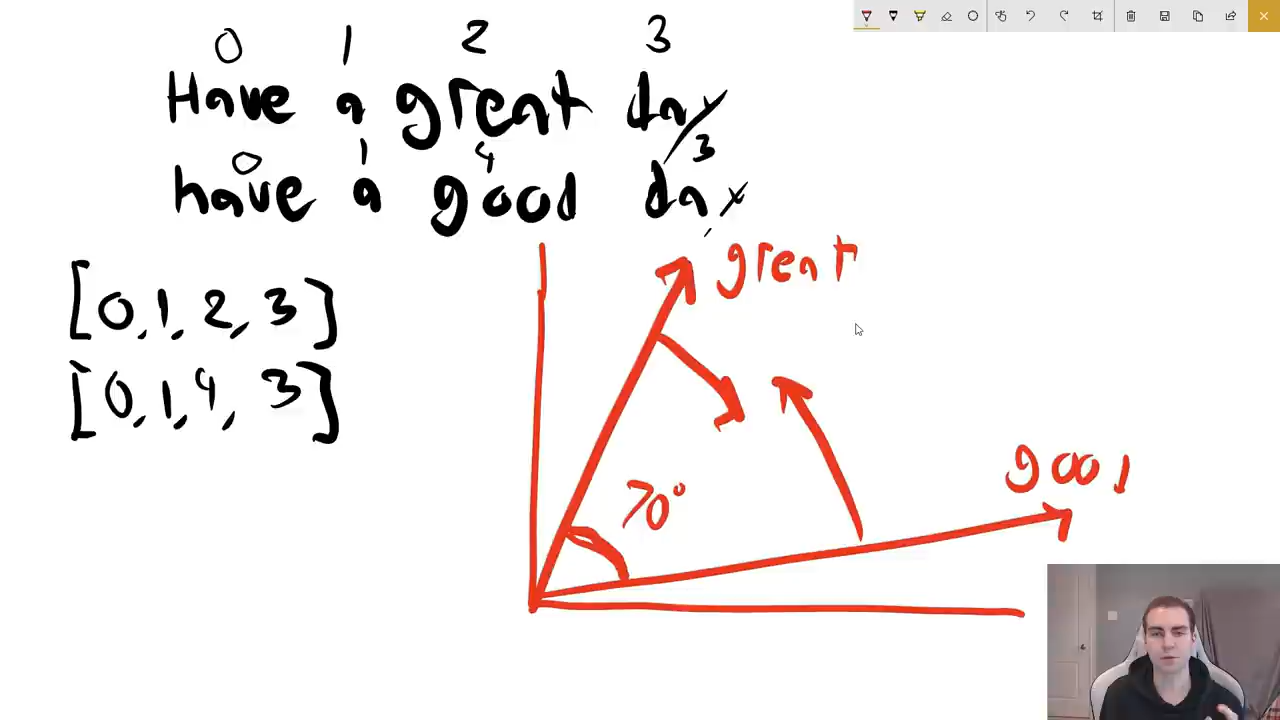 0 1 2 3
Have a great day
0 1 4 3
have a good day
[0,1,2,3]
[0,1,4,3]
great
70°
good